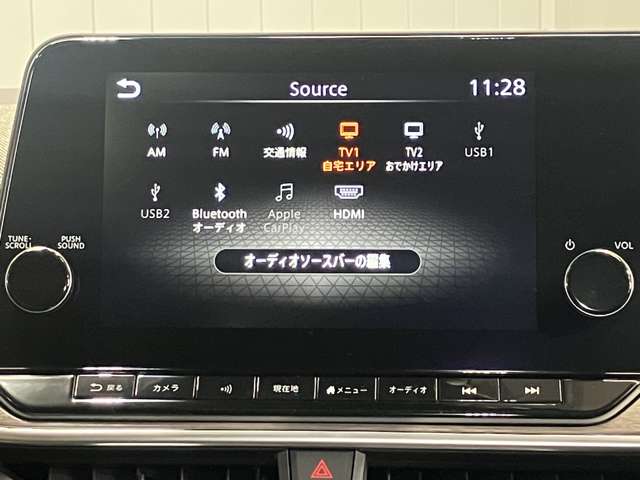 Source
11:28
AM
FM
交通情報
TV1
自宅エリア
TV2
おでかけエリア
USB1
USB2
Bluetooth
オーディオ
Apple
CarPlay
HDMI
オーディオソースバーの編集
TUNE・
SCROLL
PUSH
SOUND
VOL
戻る
カメラ
現在地
メニュー
オーディオ